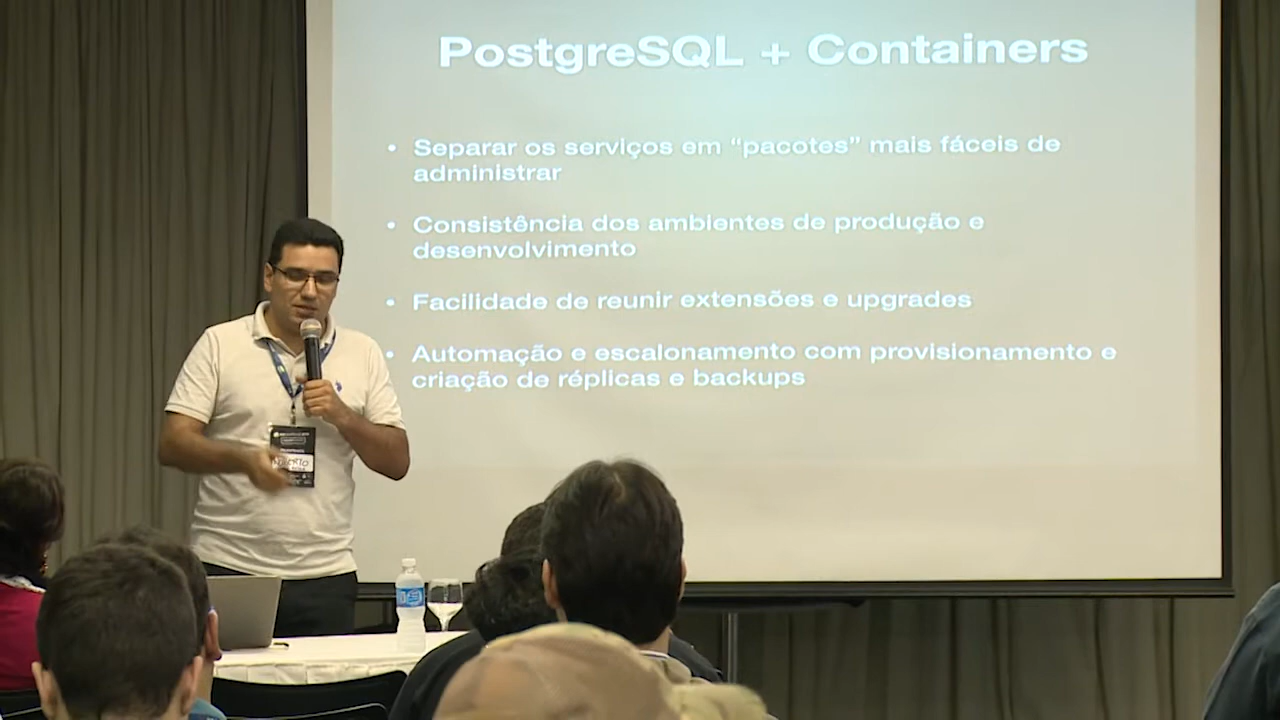 PostgreSQL + Containers
• Separar os serviços em “pacotes” mais fáceis de
administrar
• Consistência dos ambientes de produção e
desenvolvimento
• Facilidade de reunir extensões e upgrades
• Automação e escalonamento com provisionamento e
criação de réplicas e backups